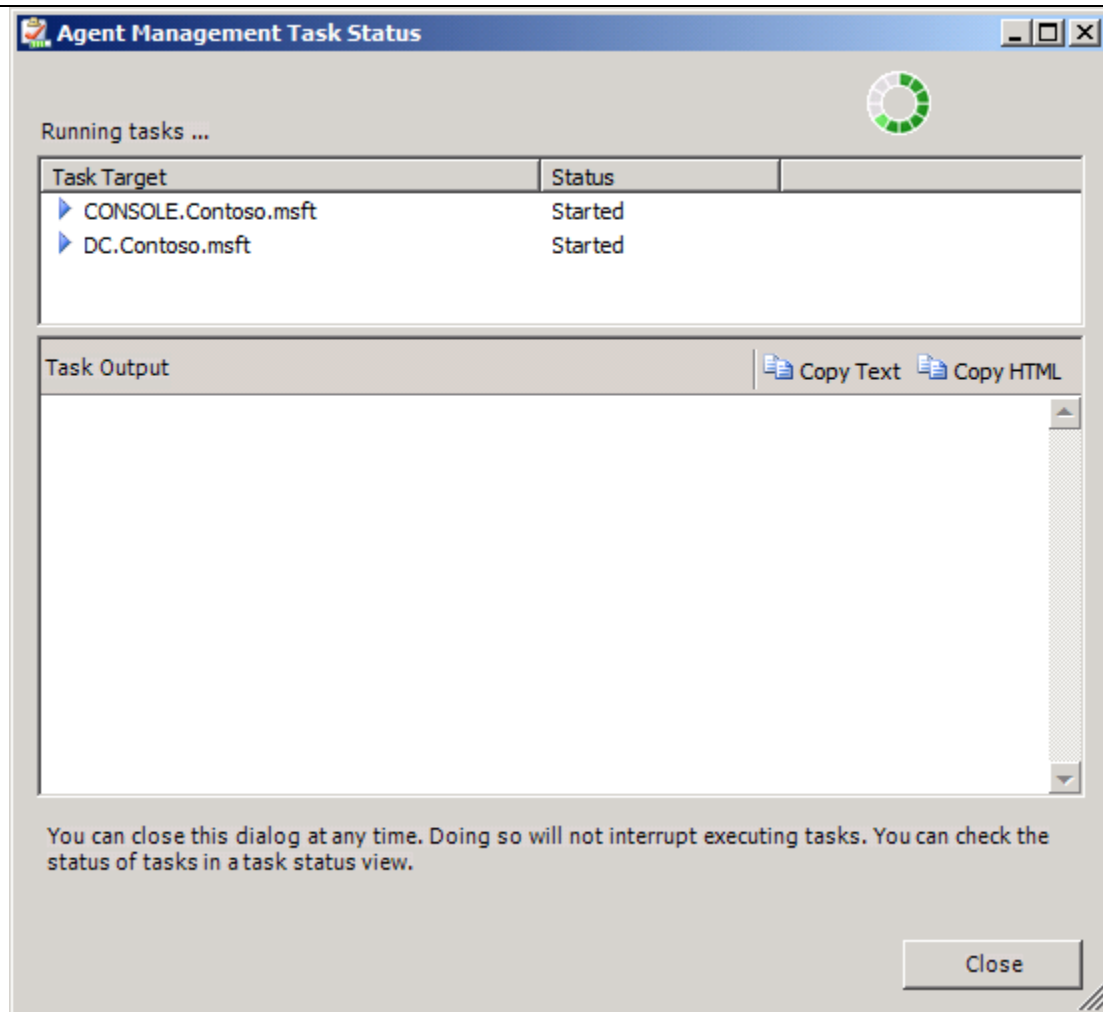 Agent Management Task Status
Running tasks ...
Task Target Status
CONSOLE.Contoso.msft Started
DC.Contoso.msft Started
Task Output Copy Text Copy HTML
You can close this dialog at any time. Doing so will not interrupt executing tasks. You can check the
status of tasks in a task status view.
Close